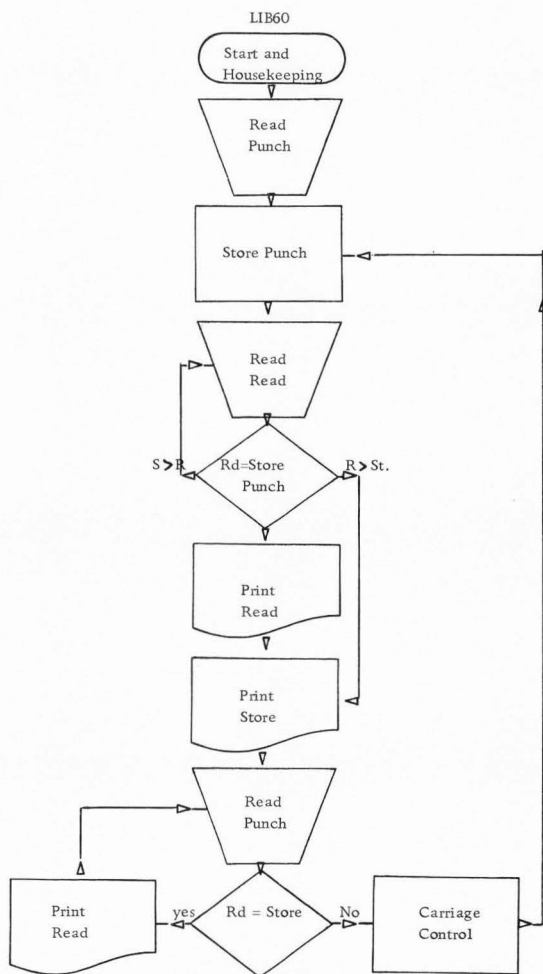 LIB60
Start and
Housekeeping
Read
Punch
Store Punch
Read
Read
S>R
Rd=Store
Punch
R>St.
Print
Read
Print
Store
Read
Punch
Print
Read
yes
Rd = Store
No
Carriage
Control